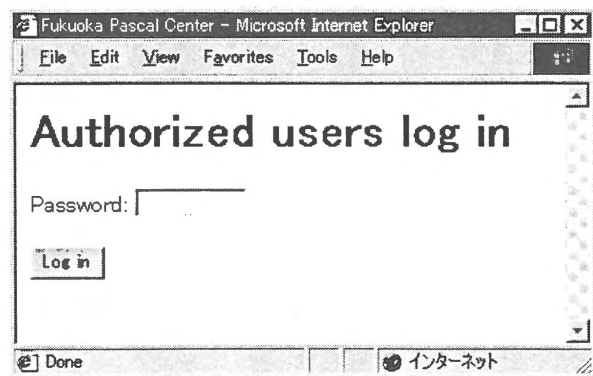 Fukuoka Pascal Center - Microsoft Internet Explorer
File Edit View Favorites Tools Help
Authorized users log in
Password:
Log in
Done インターネット